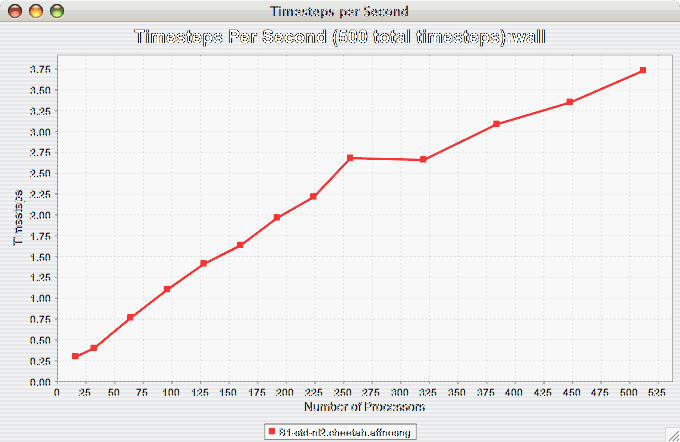 Timesteps per Second
Timesteps Per Second (500 total timesteps):wall
3.75
3.50
3.25
3.00
2.75
2.50
2.25
2.00
1.75
1.50
1.25
1.00
0.75
0.50
0.25
0.00
Timesteps
0 25 50 75 100 125 150 175 200 225 250 275 300 325 350 375 400 425 450 475 500 525
Number of Processors
B1-std-nl2.cheetah.affnosng